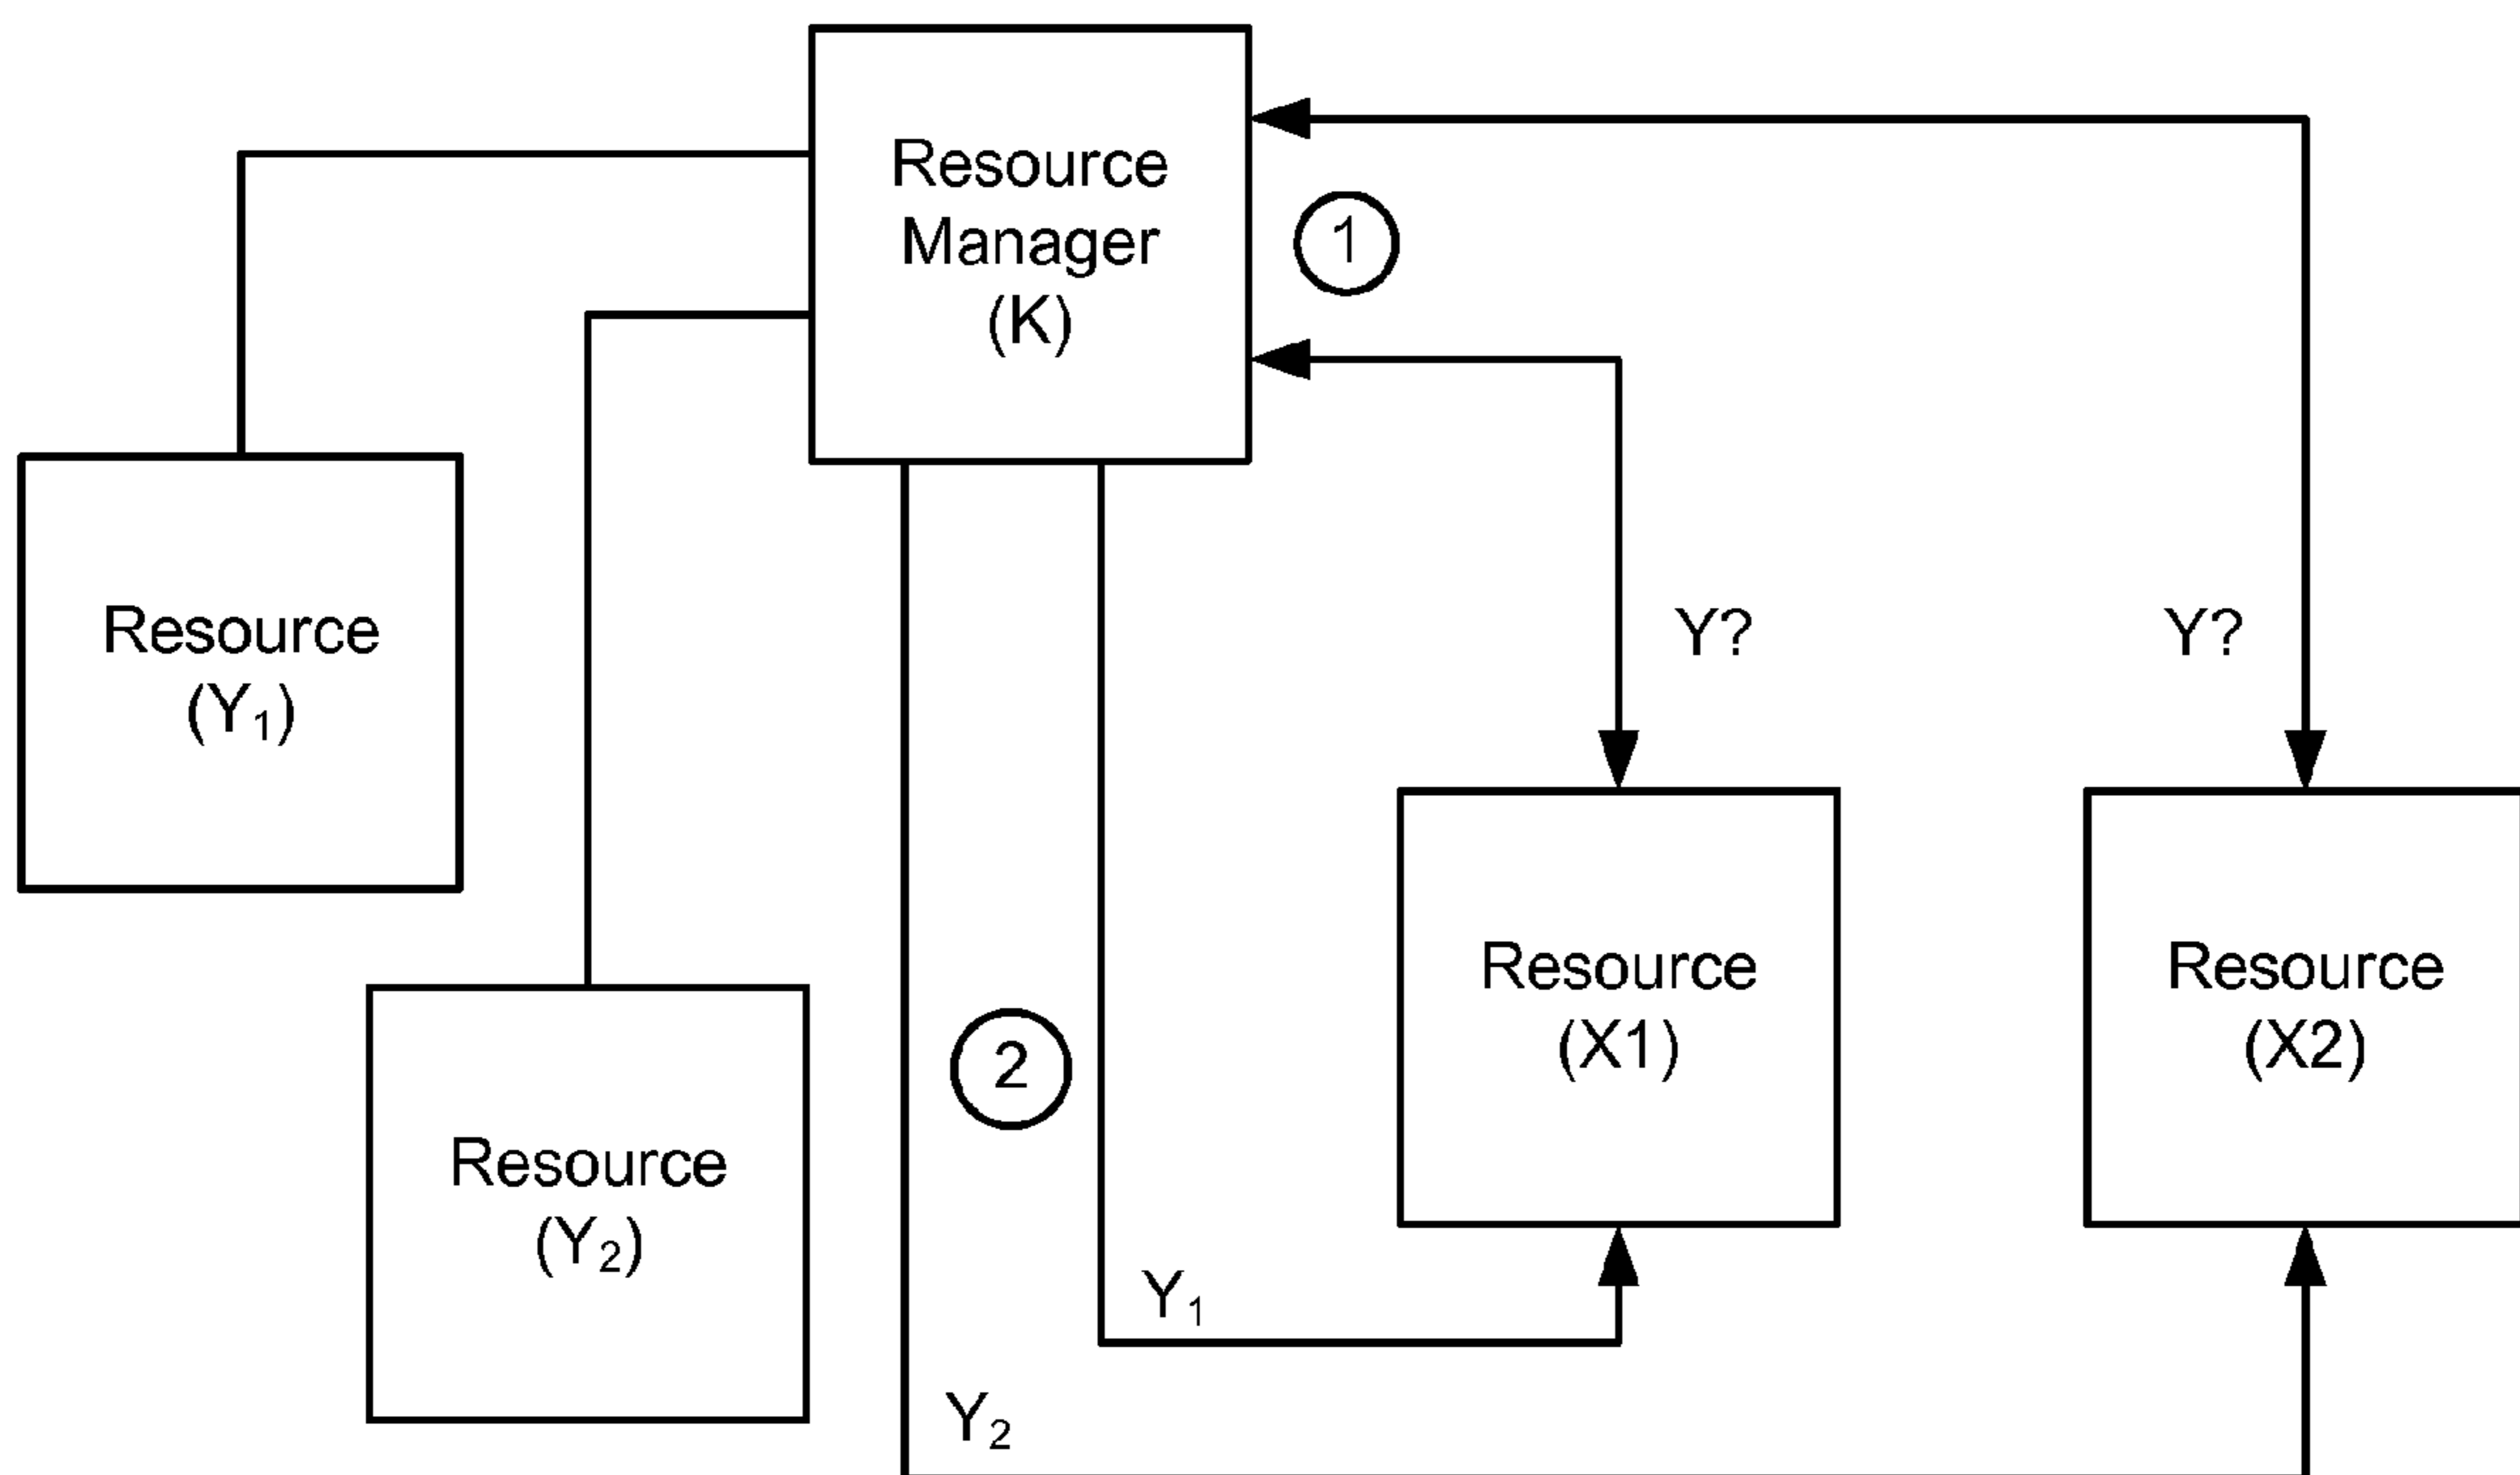 Resource
Manager
(K)
1
Resource
(Y₁)
Y?
Y?
Resource
(X1)
Resource
(X2)
2
Resource
(Y₂)
Y₁
Y₂